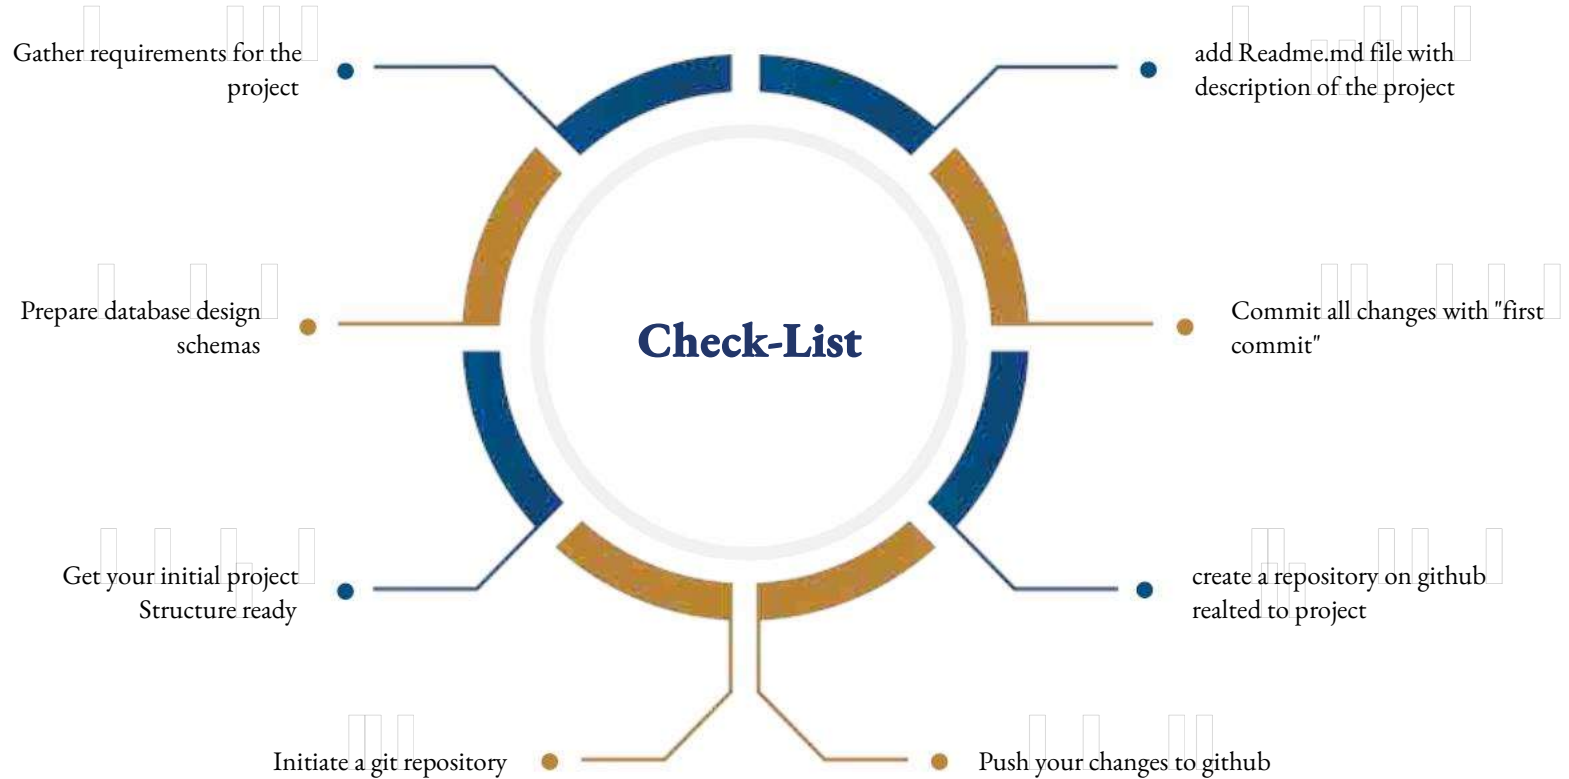 Gather requirements for the
project
Prepare database design
schemas
Get your initial project
Structure ready
Initiate a git repository
Check-List
add Readme.md file with
description of the project
Commit all changes with "first
commit"
create a repository on github
realted to project
Push your changes to github